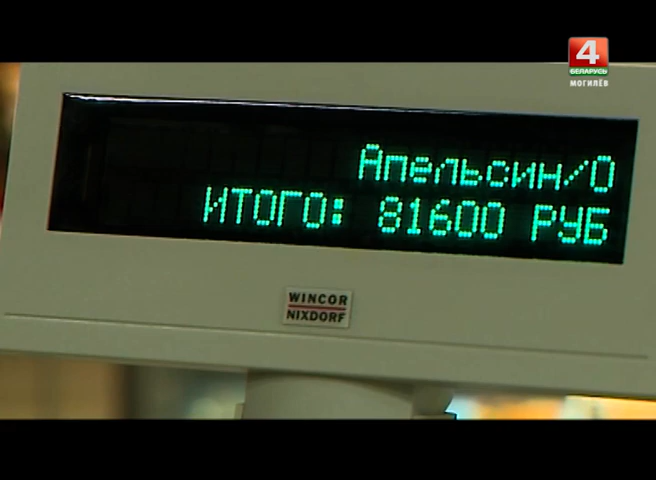 4
БЕЛАРУСЬ
МОГИЛЁВ
Апельсин/О
ИТОГО: 81600 РУБ
WINCOR
NIXDORF